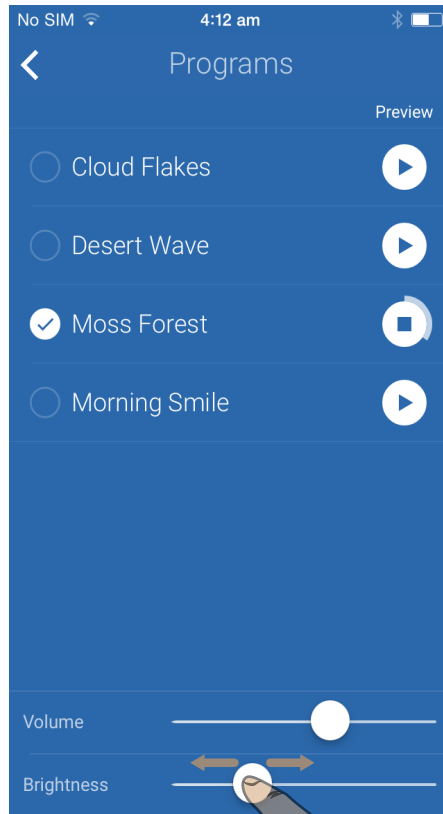 No SIM 4:12 am
Programs
Preview
Cloud Flakes
Desert Wave
Moss Forest
Morning Smile
Volume
Brightness